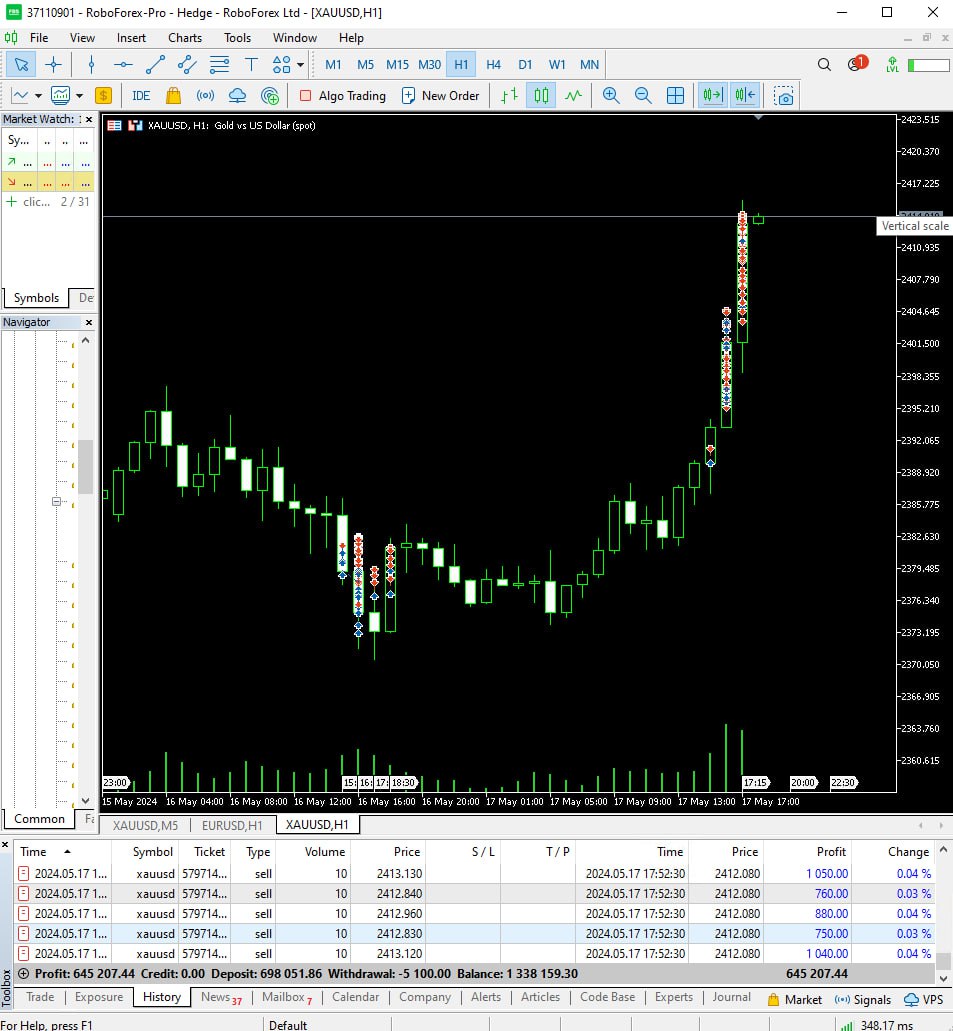 37110901 - RoboForex-Pro - Hedge - RoboForex Ltd - [XAUUSD,H1]
File View Insert Charts Tools Window Help
M1 M5 M15 M30 H1 H4 D1 W1 MN
1
LVL
IDE Algo Trading New Order
Market Watch:
Sy... .. .. ...
... ... ... ...
... ... ... ...
clic... 2 / 31
Symbols De
Navigator
Common Fa
XAUUSD, H1: Gold vs US Dollar (spot)
2423.515
2420.370
2417.225
Vertical scale
2410.935
2407.790
2404.645
2401.500
2398.355
2395.210
2392.065
2388.920
2385.775
2382.630
2379.485
2376.340
2373.195
2370.050
2366.905
2363.760
2360.615
23:00 15: 16: 17: 18:30 17:15 20:00 22:30
15 May 2024 16 May 04:00 16 May 08:00 16 May 12:00 16 May 16:00 16 May 20:00 17 May 01:00 17 May 05:00 17 May 09:00 17 May 13:00 17 May 17:00
XAUUSD,M5 EURUSD,H1 XAUUSD,H1
Time Symbol Ticket Type Volume Price S / L T / P Time Price Profit Change
2024.05.17 1... xauusd 579714... sell 10 2413.130 2024.05.17 17:52:30 2412.080 1 050.00 0.04 %
2024.05.17 1... xauusd 579714... sell 10 2412.840 2024.05.17 17:52:30 2412.080 760.00 0.03 %
2024.05.17 1... xauusd 579714... sell 10 2412.960 2024.05.17 17:52:30 2412.080 880.00 0.04 %
2024.05.17 1... xauusd 579714... sell 10 2412.830 2024.05.17 17:52:30 2412.080 750.00 0.03 %
2024.05.17 1... xauusd 579714... sell 10 2413.120 2024.05.17 17:52:30 2412.080 1 040.00 0.04 %
Profit: 645 207.44 Credit: 0.00 Deposit: 698 051.86 Withdrawal: -5 100.00 Balance: 1 338 159.30 645 207.44
Toolbox
Trade Exposure History News 37 Mailbox 7 Calendar Company Alerts Articles Code Base Experts Journal Market Signals VPS
For Help, press F1 Default 348.17 ms